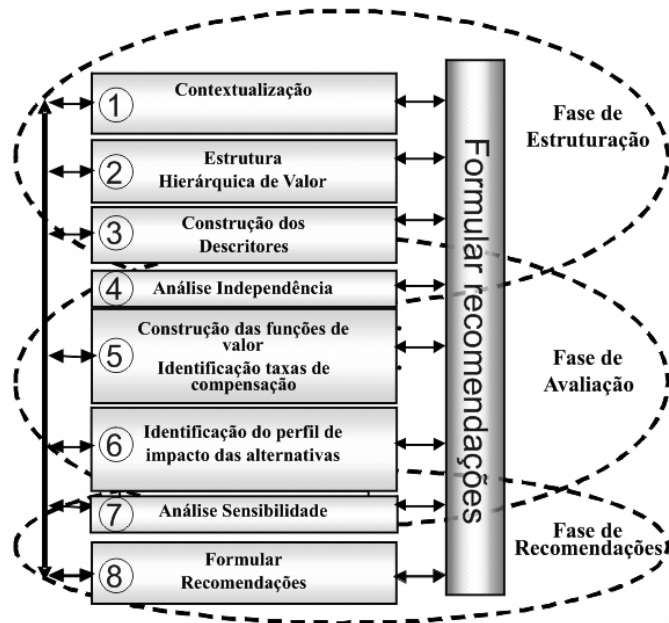 1
Contextualização
2
Estrutura
Hierárquica de Valor
3
Construção dos
Descritores
4
Análise Independência
5
Construção das funções de
valor
Identificação taxas de
compensação
6
Identificação do perfil de
impacto das alternativas
7
Análise Sensibilidade
8
Formular
Recomendações
Formular recomendações
Fase de
Estruturação
Fase de
Avaliação
Fase de
Recomendações